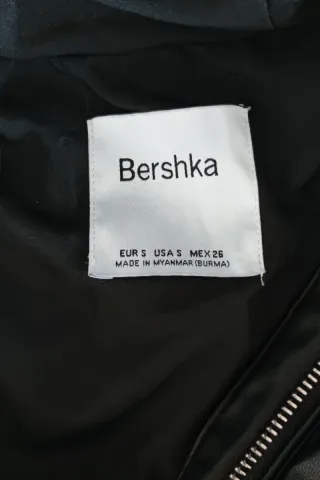 Bershka
EUR S USA S MEX 26
MADE IN MYANMAR (BURMA)